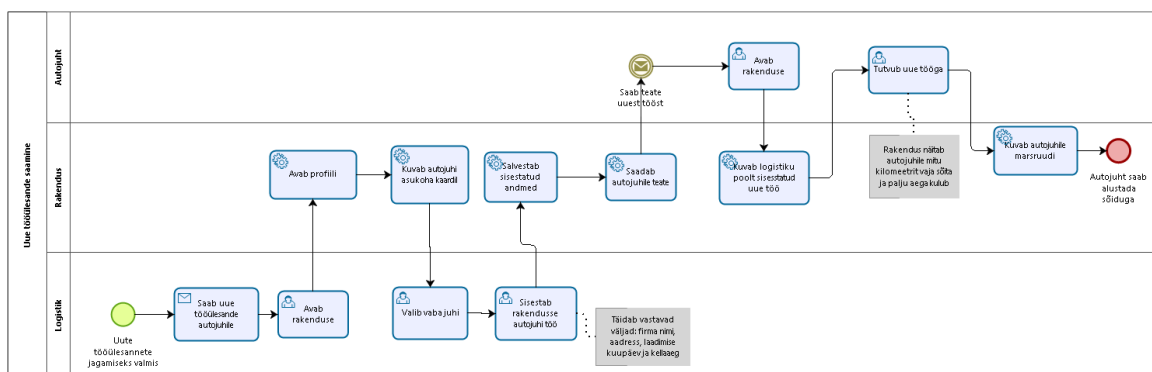 Uue tööülesande saamine
Autojuht
Saab teate
uuest tööst
Avab
rakenduse
Tutvub uue tööga
Rakendus
Avab profiili
Kuvab autojuhi
asukoha kaardil
Salvestab
sisestatud
andmed
Saadab
autojuhile teate
Kuvab logistiku
poolt sisestatud
uue töö
Rakendus näitab
autojuhile mitu
kilomeetrit vaja sõita
ja palju aega kulub
Kuvab autojuhile
marsruudi
Autojuht saab
alustada
sõiduga
Logistik
Uute
tööülesannete
jagamiseks valmis
Saab uue
tööülesande
autojuhile
Avab
rakenduse
Valib vaba juhi
Sisestab
rakendusse
autojuhi töö
Täidab vastavad
väljad: firma nimi,
aadress, laadimise
kuupäev ja kellaaeg